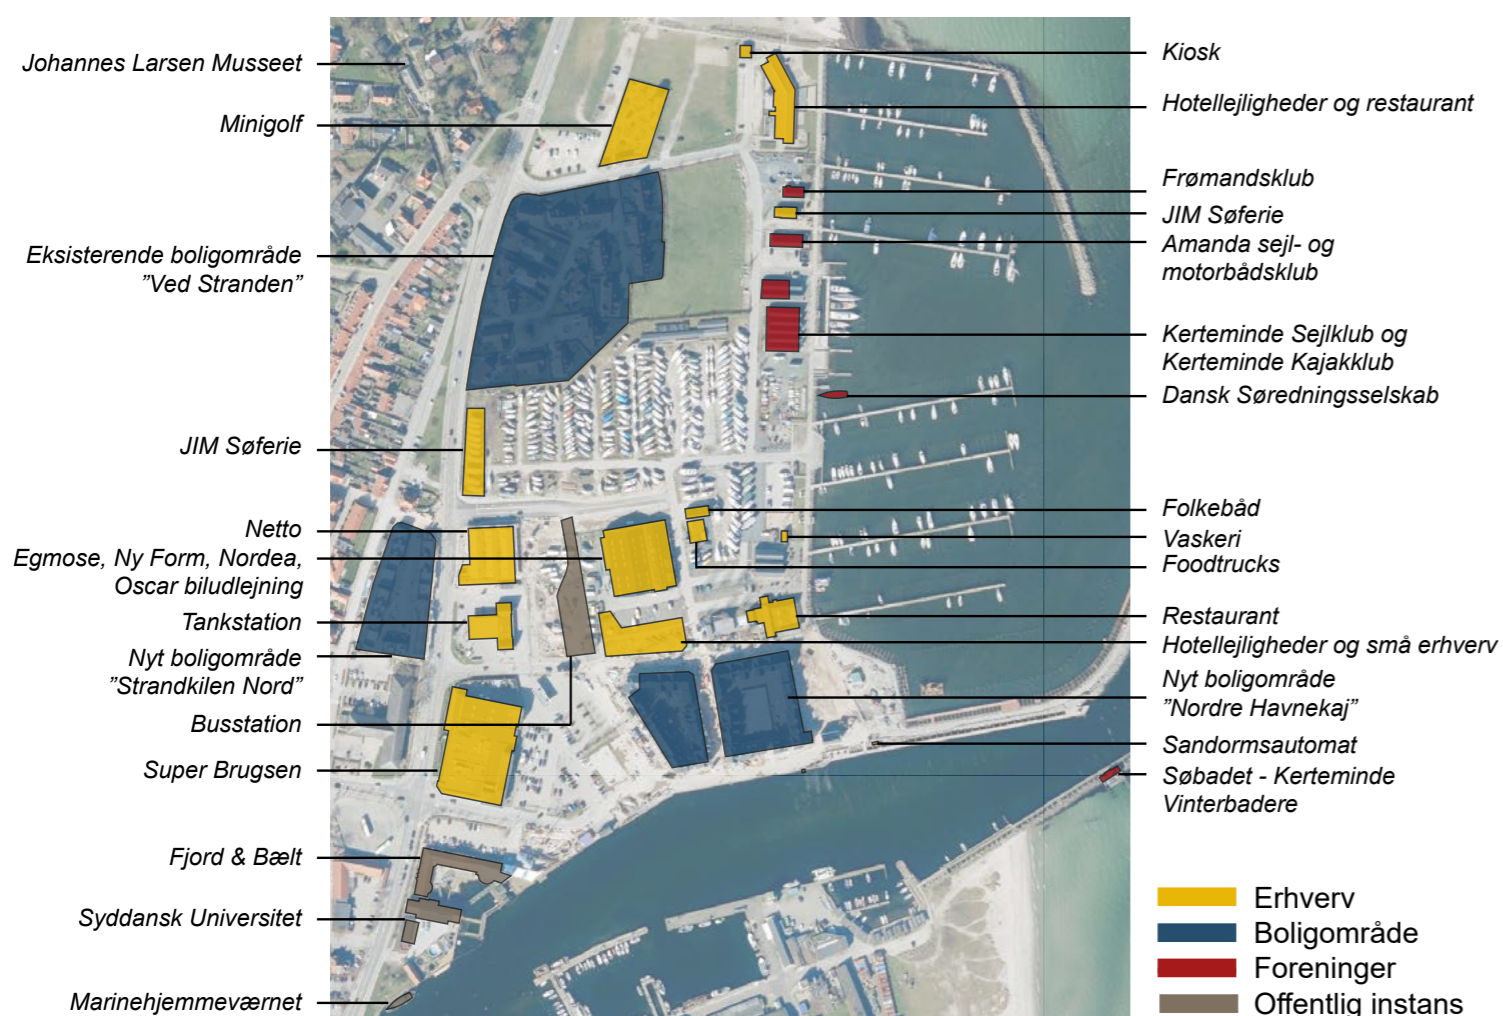 Johannes Larsen Musseet
Minigolf
Eksisterende boligområde
”Ved Stranden”
JIM Søferie
Netto
Egmose, Ny Form, Nordea,
Oscar biludlejning
Tankstation
Nyt boligområde
”Strandkilen Nord”
Busstation
Super Brugsen
Fjord & Bælt
Syddansk Universitet
Marinehjemmeværnet
Kiosk
Hotellejligheder og restaurant
Frømandsklub
JIM Søferie
Amanda sejl- og
motorbådsklub
Kerteminde Sejlklub og
Kerteminde Kajakklub
Dansk Søredningsselskab
Folkebåd
Vaskeri
Foodtrucks
Restaurant
Hotellejligheder og små erhverv
Nyt boligområde
”Nordre Havnekaj”
Sandormsautomat
Søbadet - Kerteminde
Vinterbadere
Erhverv
Boligområde
Foreninger
Offentlig instans